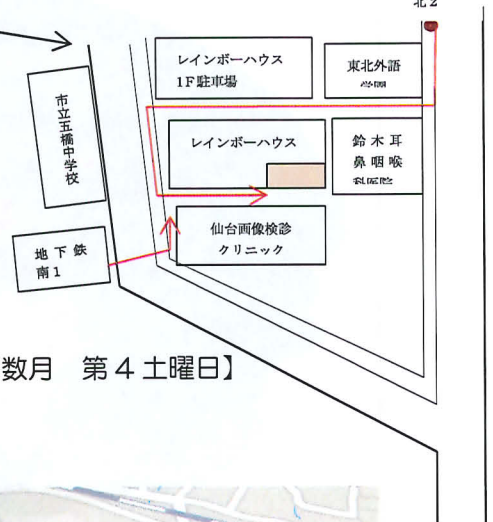 北2
レインボーハウス
1F駐車場
東北外語
学園
市立五橋中学校
レインボーハウス
鈴木耳
鼻咽喉
科医院
仙台画像検診
クリニック
地下鉄
南1
数月 第4土曜日】